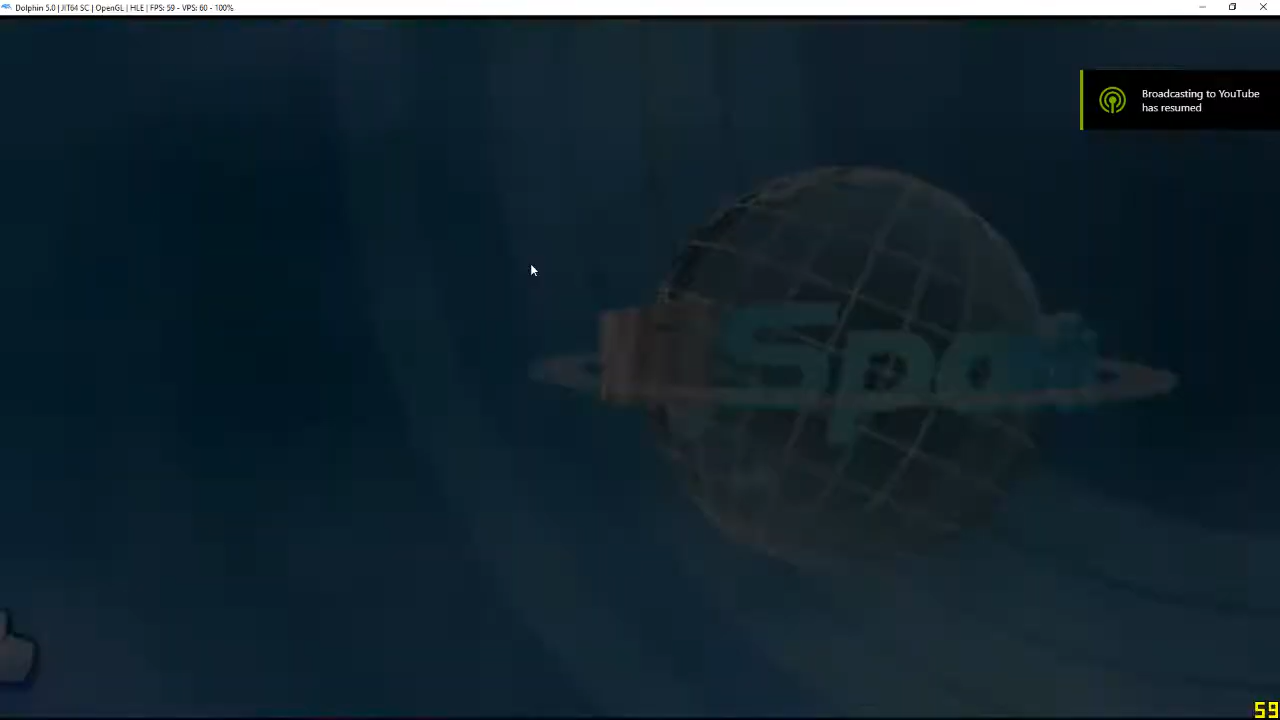 Dolphin 5.0 | JIT64 SC | OpenGL | HLE | FPS: 59 - VPS: 60 - 100%
Broadcasting to YouTube
has resumed
59